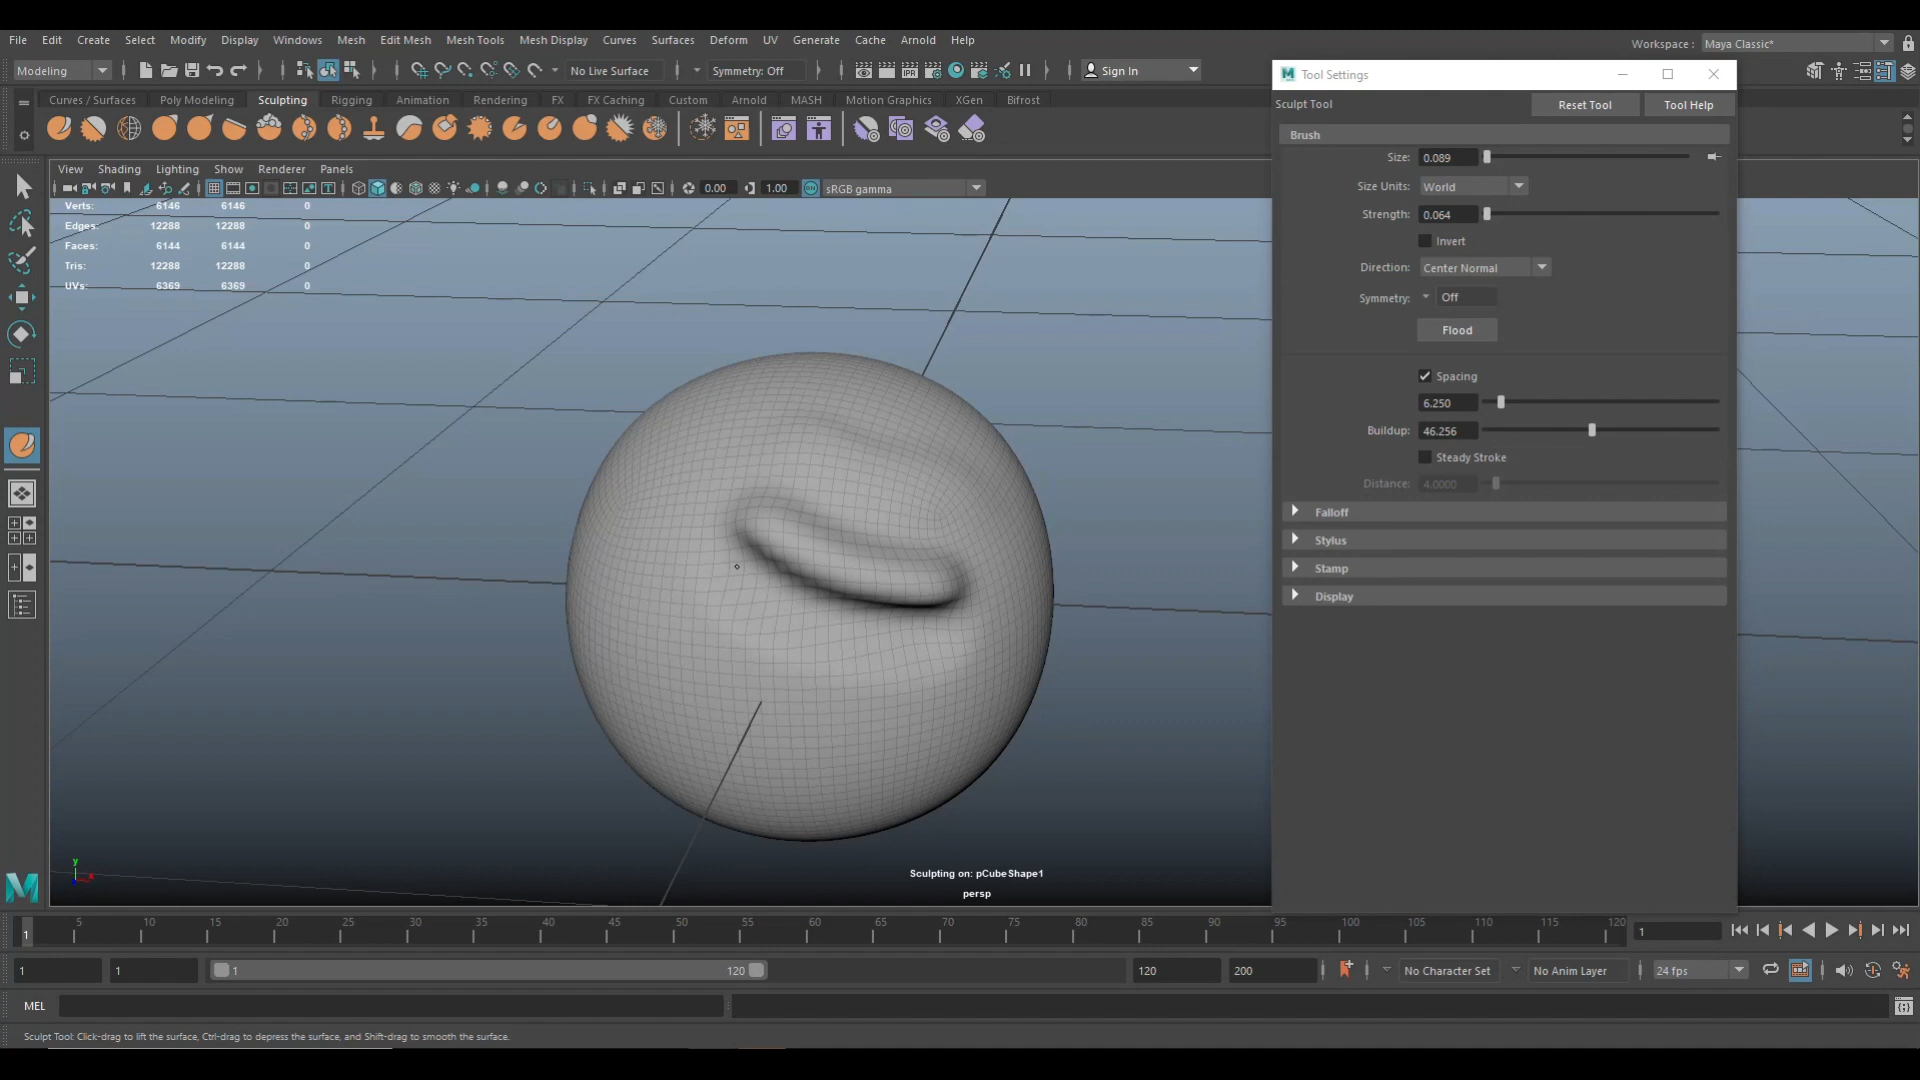 File Edit Create Select Modify Display Windows Mesh Edit Mesh Mesh Tools Mesh Display Curves Surfaces Deform UV Generate Cache Arnold Help
Workspace : Maya Classic*
Modeling No Live Surface Symmetry: Off Sign In
Curves / Surfaces Poly Modeling Sculpting Rigging Animation Rendering FX FX Caching Custom Arnold MASH Motion Graphics XGen Bifrost
View Shading Lighting Show Renderer Panels
0.00 1.00 sRGB gamma
Verts: 6146 6146 0
Edges: 12288 12288 0
Faces: 6144 6144 0
Tris: 12288 12288 0
UVs: 6369 6369 0
Tool Settings
Sculpt Tool Reset Tool Tool Help
Brush
Size: 0.089
Size Units: World
Strength: 0.064
Invert
Direction: Center Normal
Symmetry: Off
Flood
Spacing
6.250
Buildup: 46.256
Steady Stroke
Distance: 4.0000
Falloff
Stylus
Stamp
Display
y
x
Sculpting on: pCubeShape1
persp
5 10 15 20 25 30 35 40 45 50 55 60 65 70 75 80 85 90 95 100 105 110 115 120
1 1
1 1 1 120 120 200 No Character Set No Anim Layer 24 fps
MEL
Sculpt Tool: Click-drag to lift the surface, Ctrl-drag to depress the surface, and Shift-drag to smooth the surface.